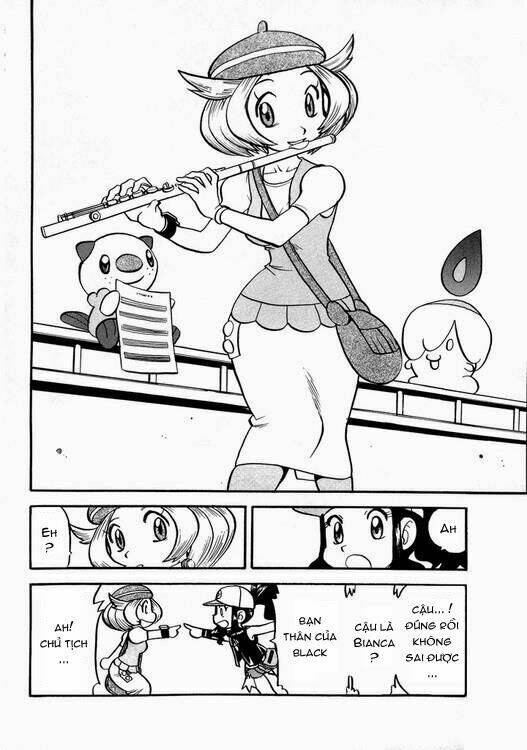 Ah
Eh
?
Cậu... !
Đúng rồi
không
sai được
...
Cậu là
Bianca
?
Bạn
thân của
Black
Ah!
Chủ tịch
...